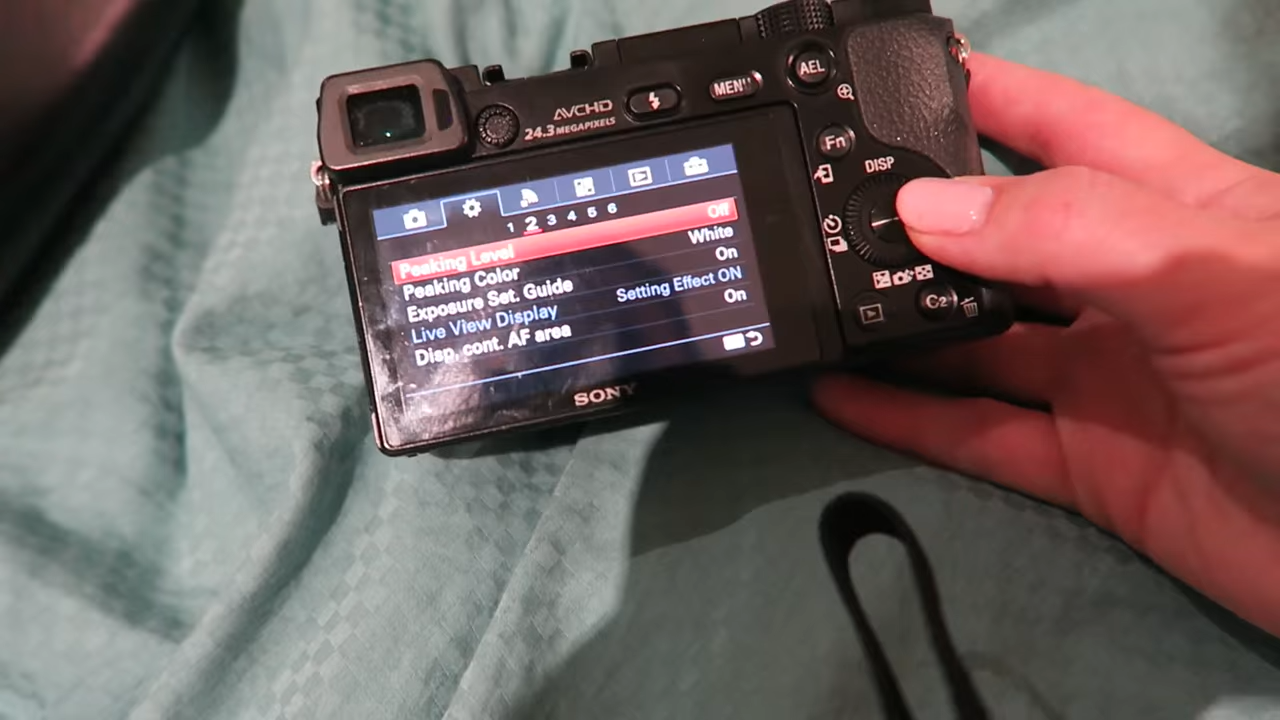 AVCHD
24.3 MEGAPIXELS
MENU
AEL
Fn
DISP
1 2 3 4 5 6
Peaking Level Off
Peaking Color White
Exposure Set. Guide On
Live View Display Setting Effect ON
Disp. cont. AF area On
SONY
C2